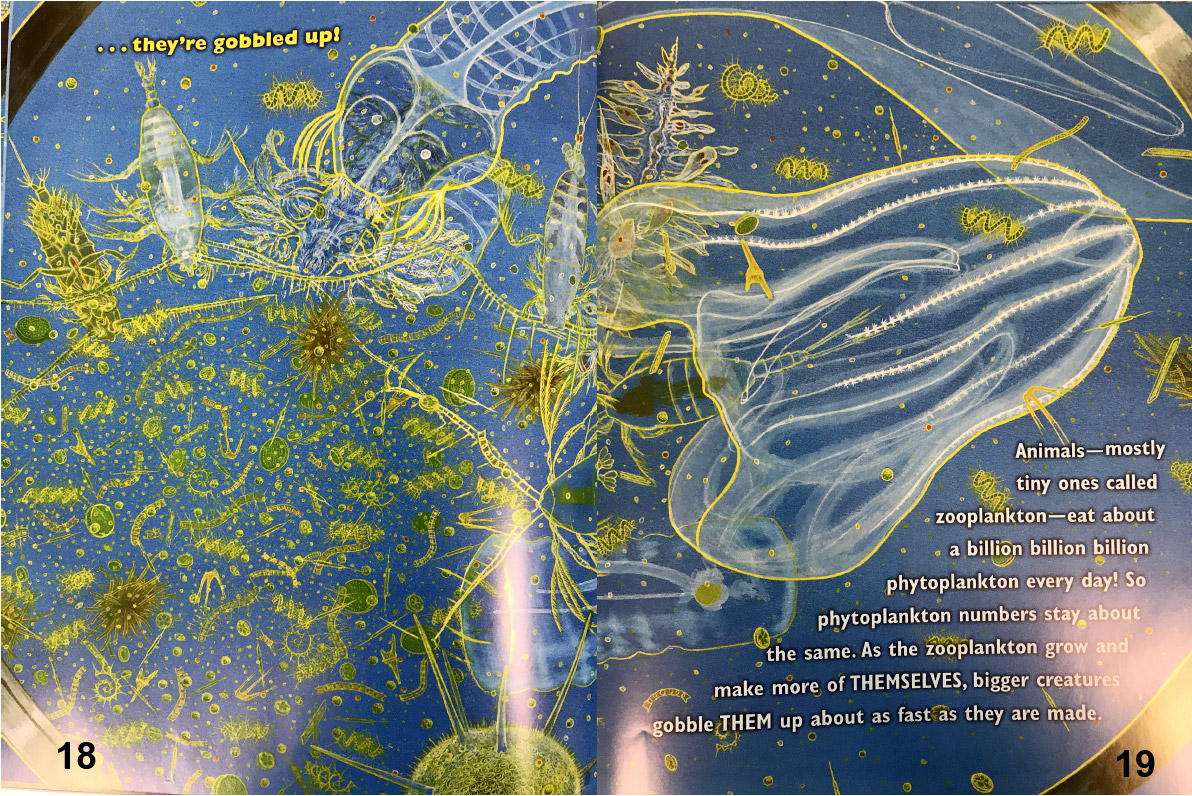 ...they're gobbled up!
18
Animals—mostly
tiny ones called
zooplankton—eat about
a billion billion billion
phytoplankton every day! So
phytoplankton numbers stay about
the same. As the zooplankton grow and
make more of THEMSELVES, bigger creatures
gobble THEM up about as fast as they are made.
19